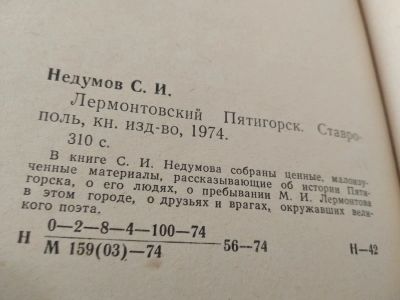 Недумов С. И.
Лермонтовский Пятигорск. Ставро-
поль, кн. изд-во, 1974.
310 с.
В книге С. И. Недумова собраны ценные, малоизу-
ченные материалы, рассказывающие об истории Пяти-
горска, о его людях, о пребывании М. И. Лермонтова
в этом городе, о друзьях и врагах, окружавших вели-
кого поэта.
Н 0—2—8—4—100—74 56—74 Н—42
М 159(03)—74